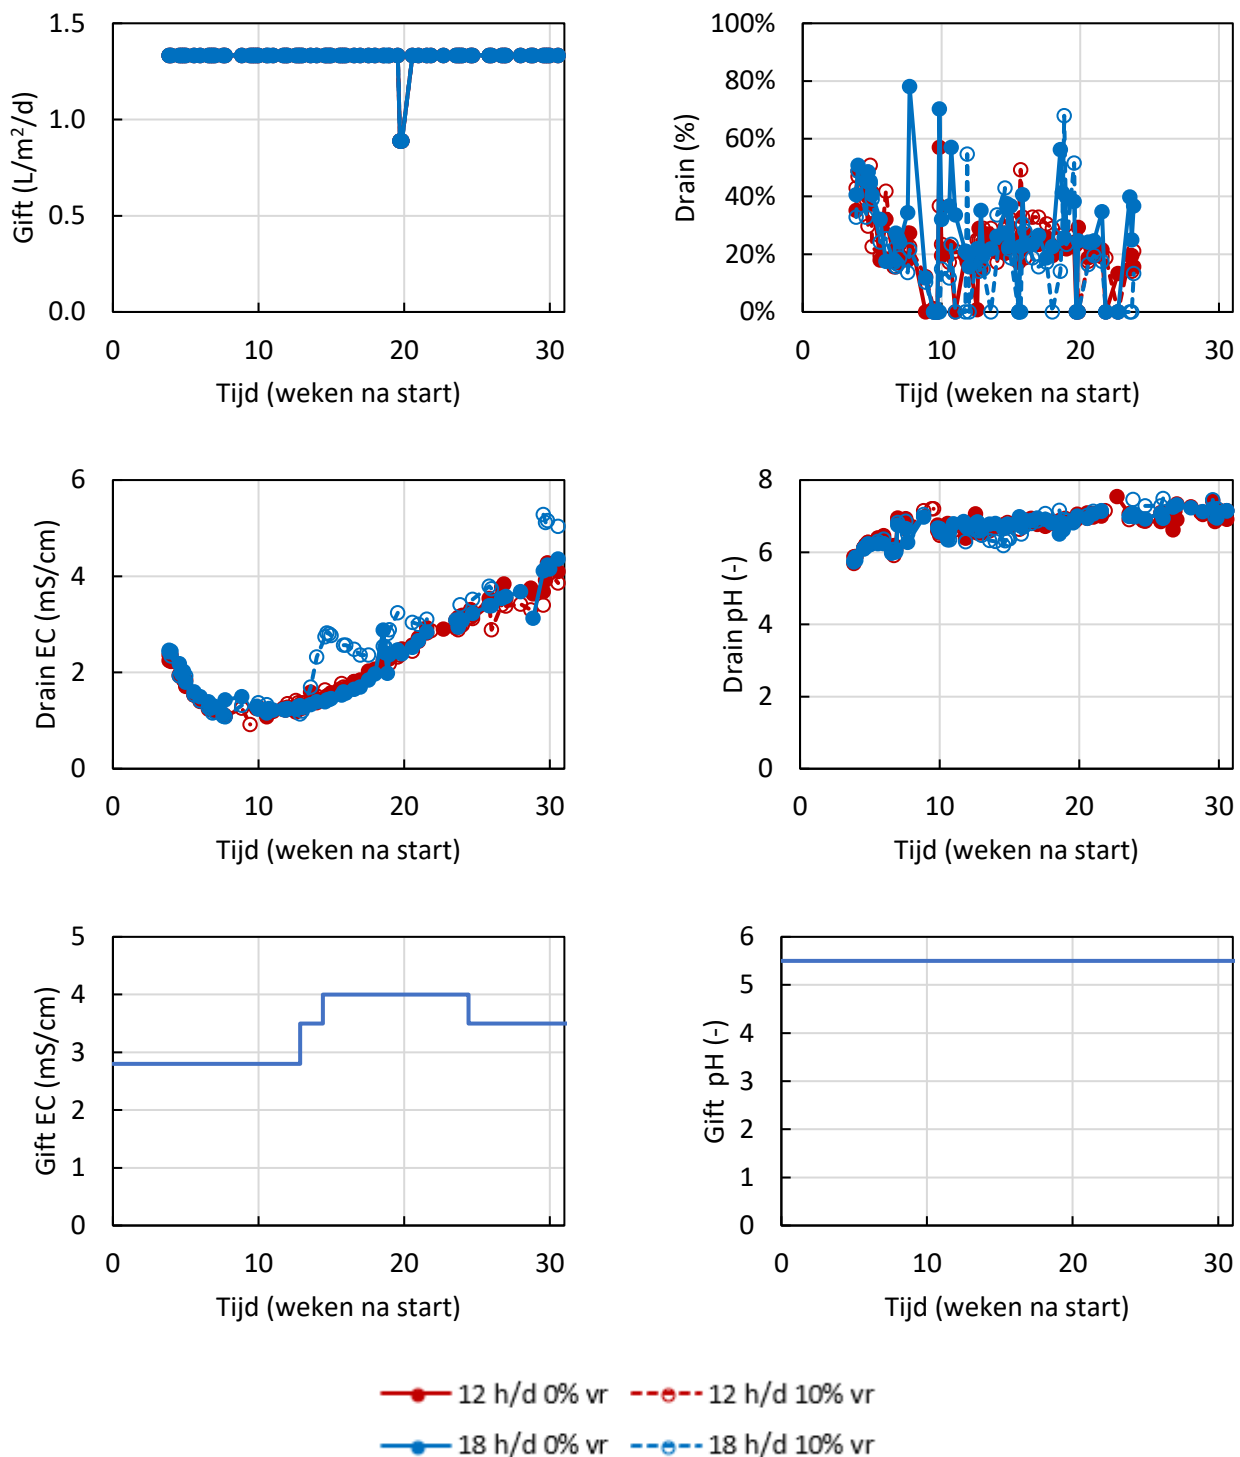 Gift (L/m²/d)
1.5
1.0
0.5
0.0
0 10 20 30
Tijd (weken na start)
Drain (%)
100%
80%
60%
40%
20%
0%
0 10 20 30
Tijd (weken na start)
Drain EC (mS/cm)
6
4
2
0
0 10 20 30
Tijd (weken na start)
Drain pH (-)
8
6
4
2
0
0 10 20 30
Tijd (weken na start)
Gift EC (mS/cm)
5
4
3
2
1
0
0 10 20 30
Tijd (weken na start)
Gift pH (-)
6
5
4
3
2
1
0
0 10 20 30
Tijd (weken na start)
12 h/d 0% vr 12 h/d 10% vr
18 h/d 0% vr 18 h/d 10% vr